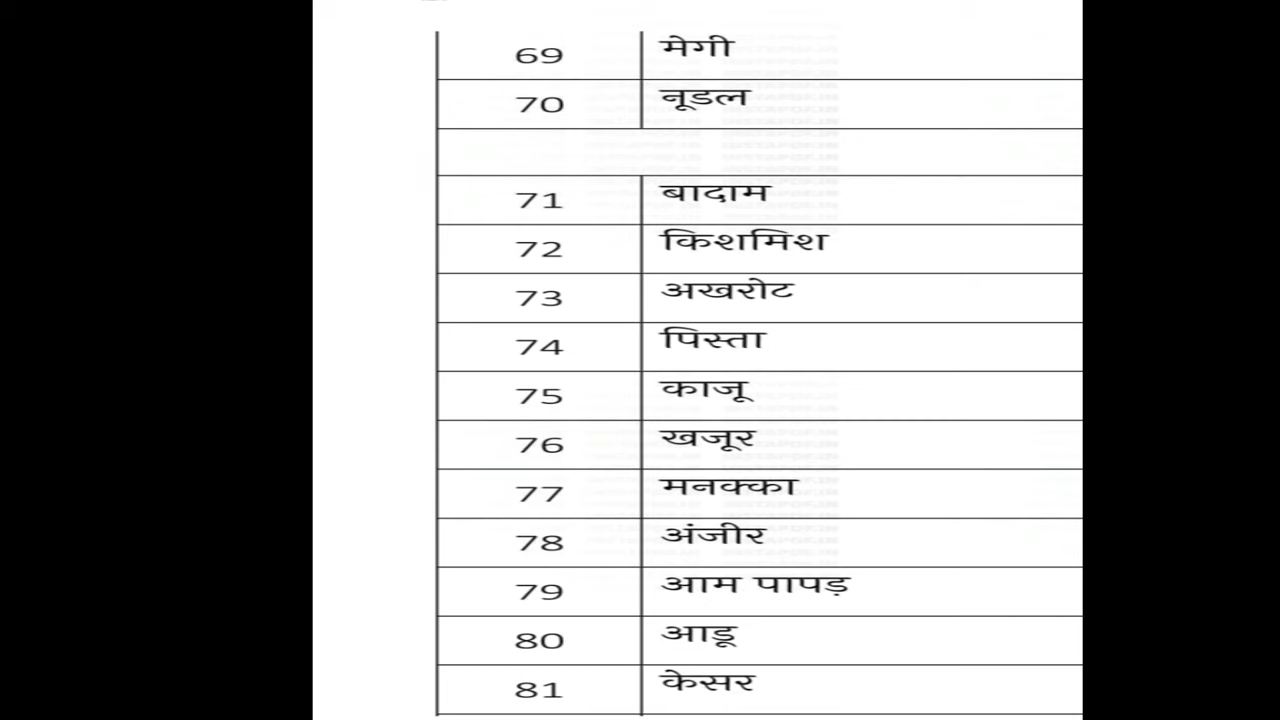 69 मेगी
70 नूडल
71 बादाम
72 किशमिश
73 अखरोट
74 पिस्ता
75 काजू
76 खजूर
77 मनक्का
78 अंजीर
79 आम पापड़
80 आडू
81 केसर